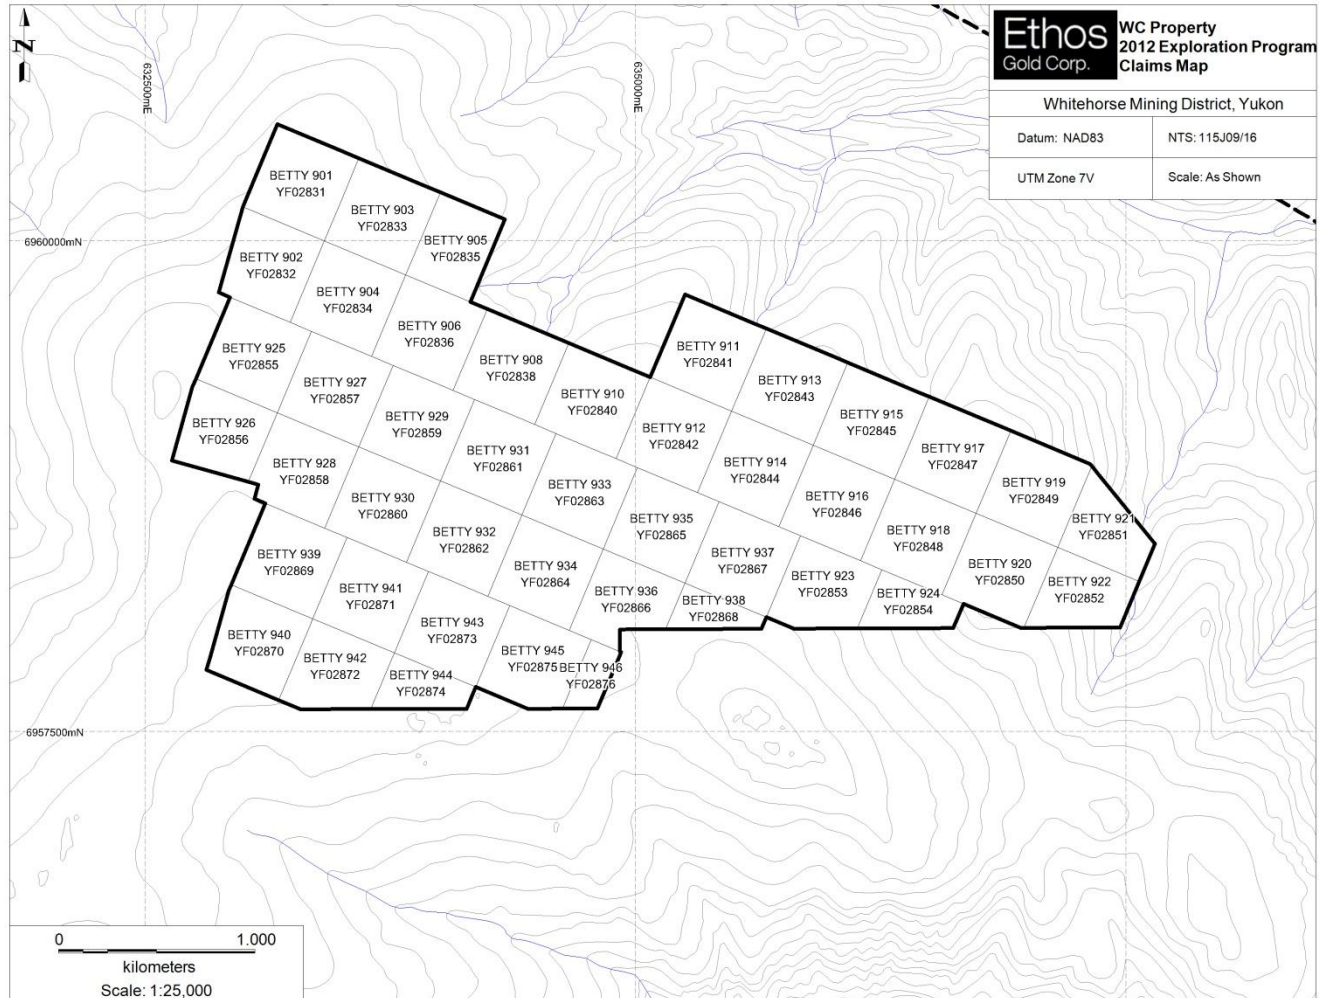 Ethos
Gold Corp.
WC Property
2012 Exploration Program
Claims Map
Whitehorse Mining District, Yukon
Datum: NAD83
NTS: 115J09/16
UTM Zone 7V
Scale: As Shown
N
632500mE
635000mE
6960000mN
6957500mN
BETTY 901
YF02831
BETTY 903
YF02833
BETTY 905
YF02835
BETTY 902
YF02832
BETTY 904
YF02834
BETTY 906
YF02836
BETTY 908
YF02838
BETTY 910
YF02840
BETTY 911
YF02841
BETTY 913
YF02843
BETTY 915
YF02845
BETTY 917
YF02847
BETTY 919
YF02849
BETTY 921
YF02851
BETTY 912
YF02842
BETTY 914
YF02844
BETTY 916
YF02846
BETTY 918
YF02848
BETTY 920
YF02850
BETTY 922
YF02852
BETTY 925
YF02855
BETTY 927
YF02857
BETTY 929
YF02859
BETTY 931
YF02861
BETTY 933
YF02863
BETTY 935
YF02865
BETTY 937
YF02867
BETTY 923
YF02853
BETTY 924
YF02854
BETTY 926
YF02856
BETTY 928
YF02858
BETTY 930
YF02860
BETTY 932
YF02862
BETTY 934
YF02864
BETTY 936
YF02866
BETTY 938
YF02868
BETTY 939
YF02869
BETTY 941
YF02871
BETTY 943
YF02873
BETTY 945
YF02875
BETTY 946
YF02876
BETTY 940
YF02870
BETTY 942
YF02872
BETTY 944
YF02874
0 1.000
kilometers
Scale: 1:25,000